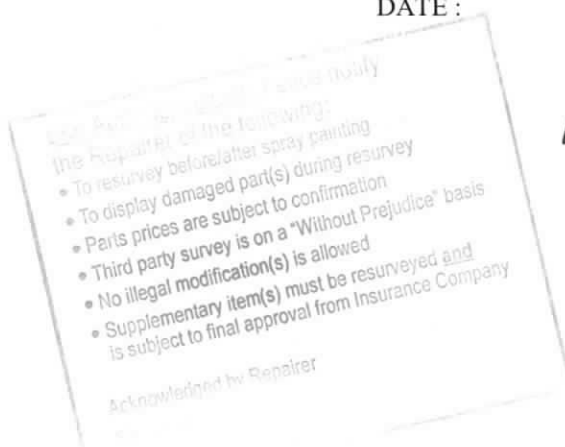 DATE :
notify
the Repairer of the following:
• To resurvey before/after spray painting
• To display damaged part(s) during resurvey
• Parts prices are subject to confirmation
• Third party survey is on a "Without Prejudice" basis
• No illegal modification(s) is allowed
• Supplementary item(s) must be resurveyed and
is subject to final approval from Insurance Company
Acknowledged by Repairer